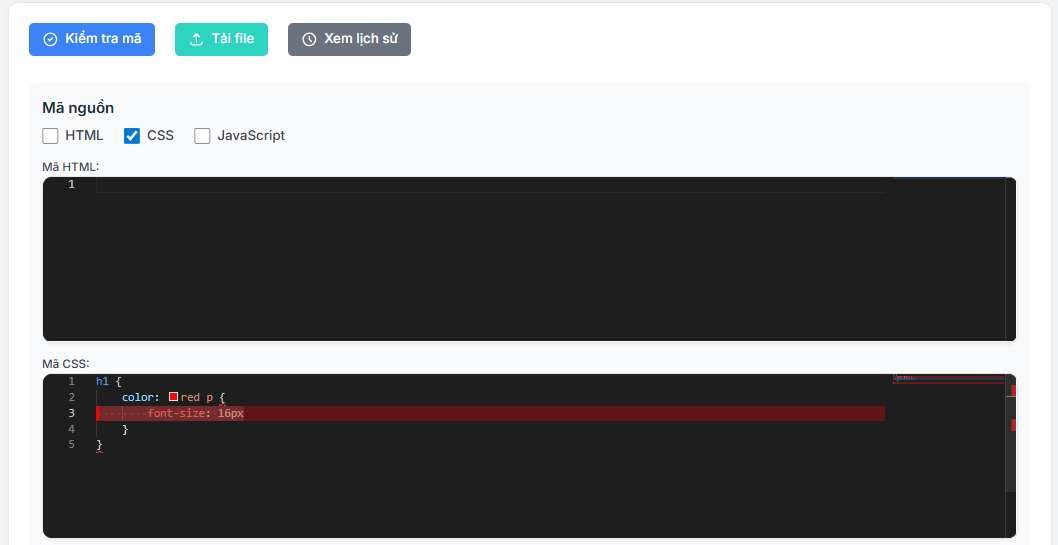 Kiểm tra mã Tải file Xem lịch sử
Mã nguồn
HTML CSS JavaScript
Mã HTML:
1
Mã CSS:
1 h1 {
2 color: red p {
3 font-size: 16px
4 }
5 }